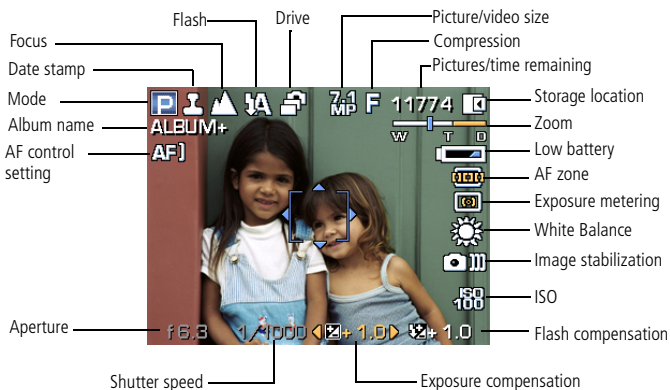 Picture/video size
Flash
Drive
Focus
Compression
Date stamp
Pictures/time remaining
Mode
P
A
7.1 MP
F
11774
Storage location
Album name
ALBUM+
W T D
Zoom
AF control setting
AF]
Low battery
AF zone
Exposure metering
White Balance
Image stabilization
ISO 100
ISO
Aperture
f6.3
1/1000
+ 1.0
+ 1.0
Flash compensation
Shutter speed
Exposure compensation